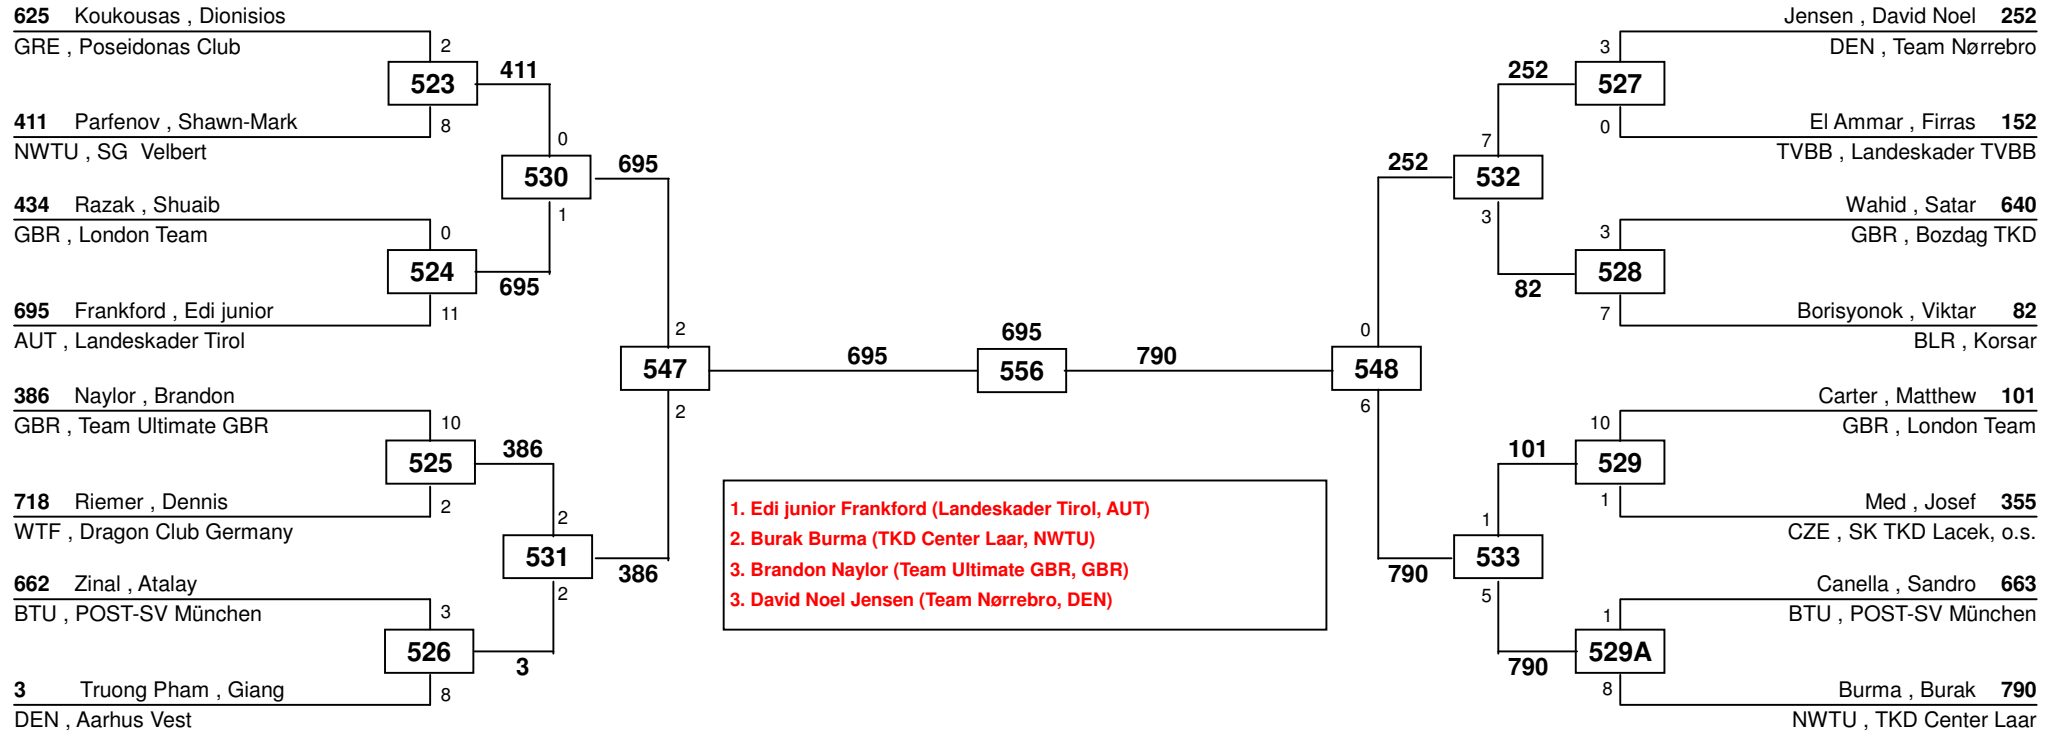 625 Koukousas , Dionisios
GRE , Poseidonas Club
2
523
411
8
411 Parfenov , Shawn-Mark
NWTU , SG Velbert
0
530
695
1
434 Razak , Shuaib
GBR , London Team
0
524
695
11
695 Frankford , Edi junior
AUT , Landeskader Tirol
2
547
695
2
386 Naylor , Brandon
GBR , Team Ultimate GBR
10
525
386
2
718 Riemer , Dennis
WTF , Dragon Club Germany
2
531
386
2
662 Zinal , Atalay
BTU , POST-SV München
3
526
3
8
3 Truong Pham , Giang
DEN , Aarhus Vest
695
556
790
1. Edi junior Frankford (Landeskader Tirol, AUT)
2. Burak Burma (TKD Center Laar, NWTU)
3. Brandon Naylor (Team Ultimate GBR, GBR)
3. David Noel Jensen (Team Nørrebro, DEN)
Jensen , David Noel 252
DEN , Team Nørrebro
3
252
527
0
El Ammar , Firras 152
TVBB , Landeskader TVBB
7
252
532
3
Wahid , Satar 640
GBR , Bozdag TKD
3
528
82
7
Borisyonok , Viktar 82
BLR , Korsar
0
548
6
Carter , Matthew 101
GBR , London Team
10
101
529
1
Med , Josef 355
CZE , SK TKD Lacek, o.s.
1
533
790
5
Canella , Sandro 663
BTU , POST-SV München
1
529A
790
8
Burma , Burak 790
NWTU , TKD Center Laar